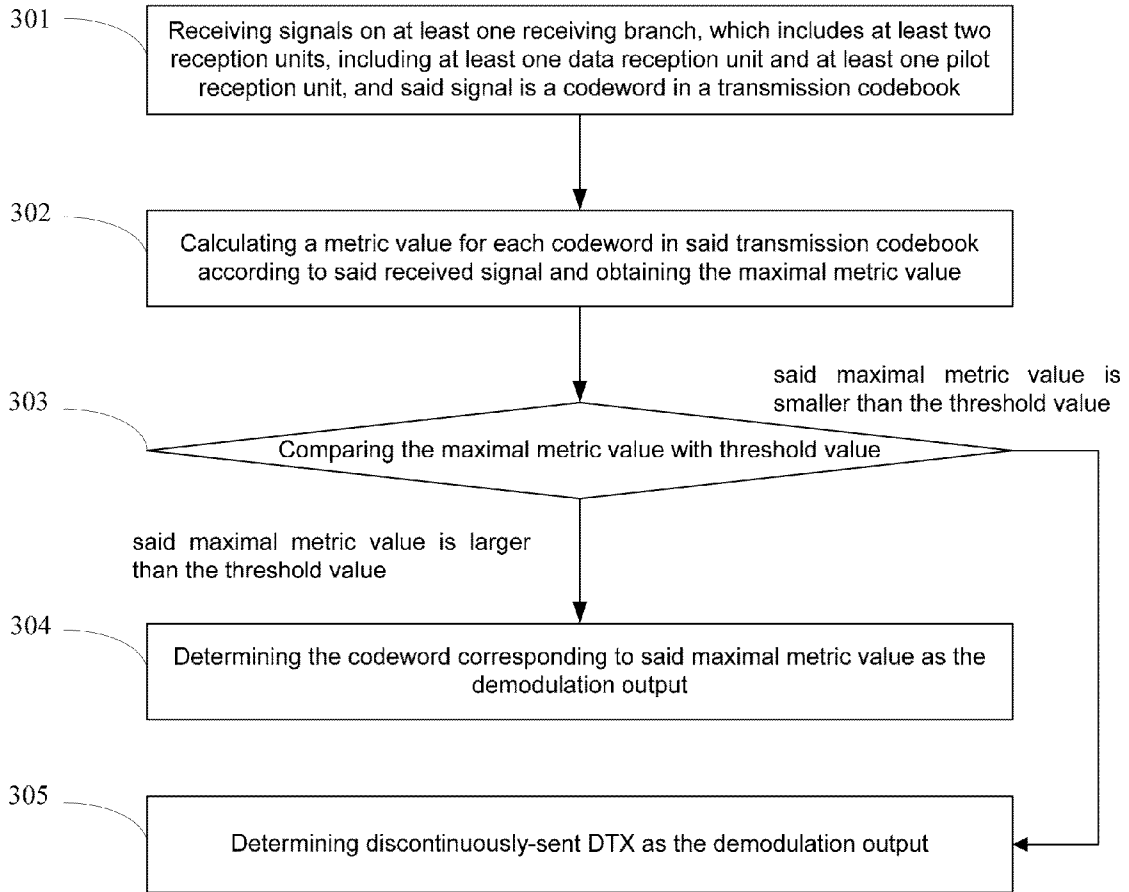 301
Receiving signals on at least one receiving branch, which includes at least two
reception units, including at least one data reception unit and at least one pilot
reception unit, and said signal is a codeword in a transmission codebook
302
Calculating a metric value for each codeword in said transmission codebook
according to said received signal and obtaining the maximal metric value
said maximal metric value is
smaller than the threshold value
303
Comparing the maximal metric value with threshold value
said maximal metric value is larger
than the threshold value
304
Determining the codeword corresponding to said maximal metric value as the
demodulation output
305
Determining discontinuously-sent DTX as the demodulation output